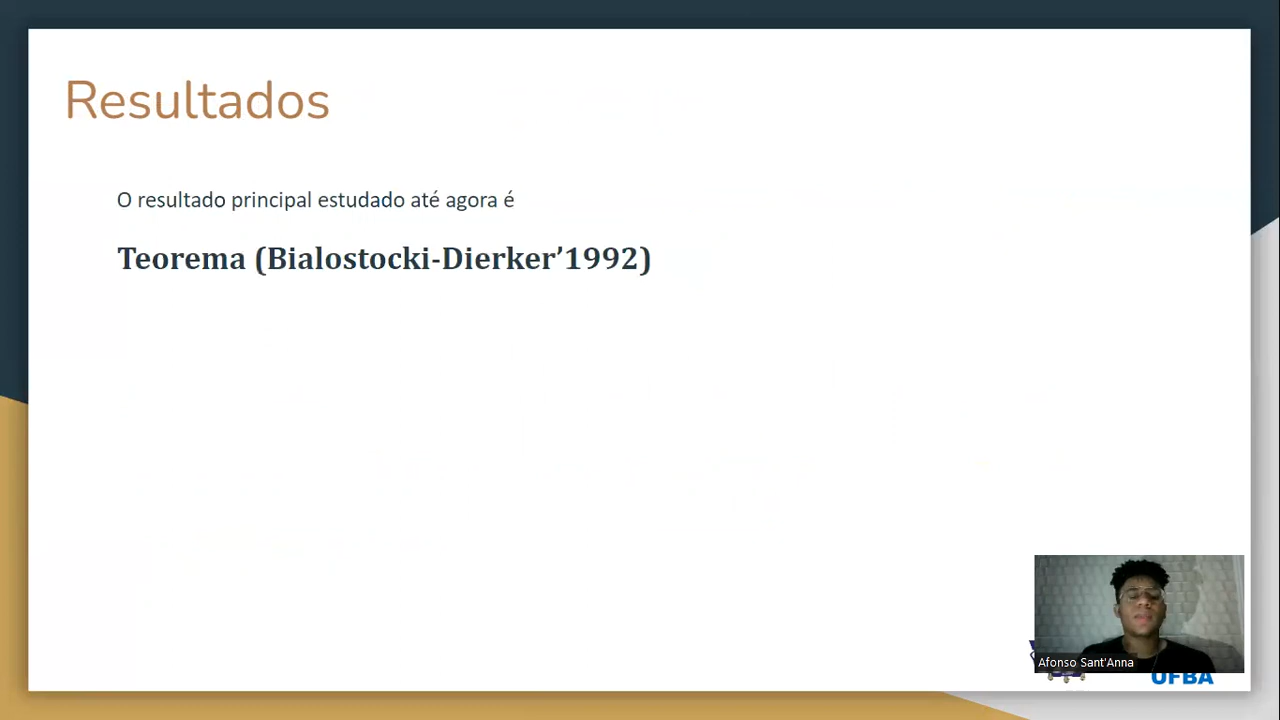 Resultados
O resultado principal estudado até agora é
Teorema (Bialostocki-Dierker’1992)
Afonso Sant'Anna
UFBA